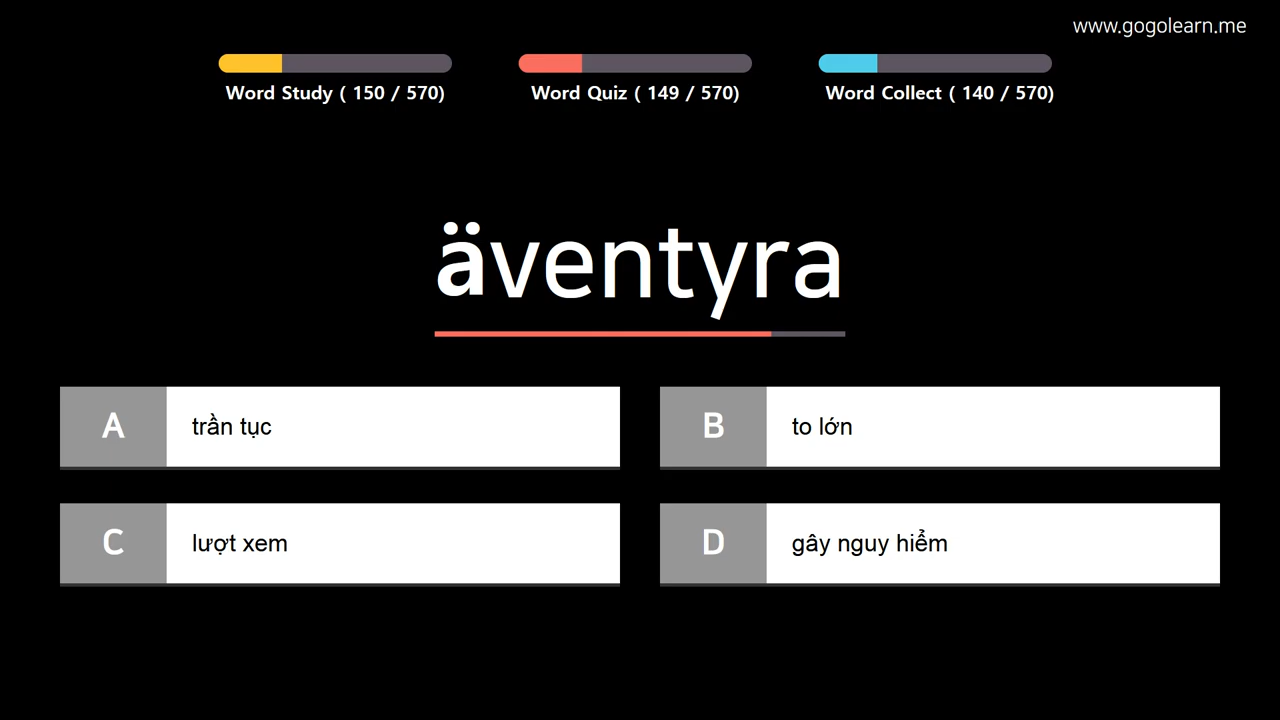 www.gogolearn.me
Word Study ( 150 / 570)
Word Quiz ( 149 / 570)
Word Collect ( 140 / 570)
äventyra
A
trần tục
B
to lớn
C
lượt xem
D
gây nguy hiểm